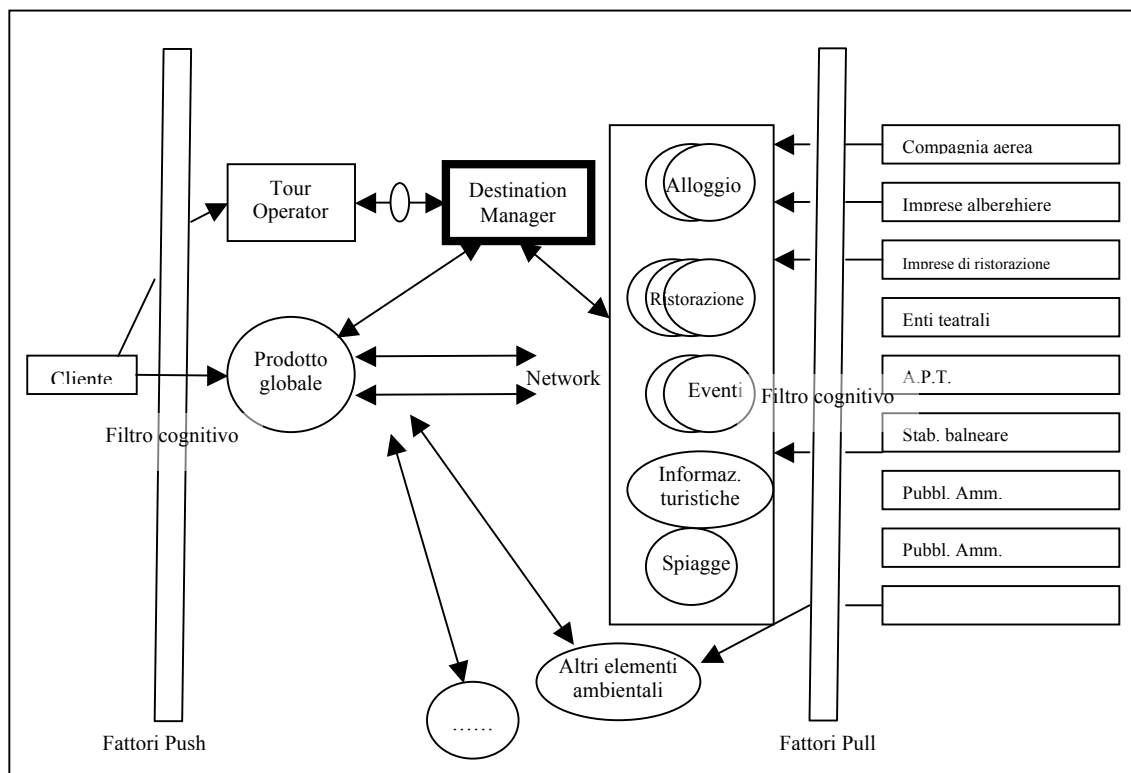 Compagnia aerea
Alloggio
Tour
Operator
Destination
Manager
Imprese alberghiere
Imprese di ristorazione
Ristorazione
Enti teatrali
Prodotto
globale
Cliente
Network
A.P.T.
Eventi
Filtro cognitivo
Filtro cognitivo
Stab. balneare
Informaz.
turistiche
Pubbl. Amm.
Pubbl. Amm.
Spiagge
Altri elementi
ambientali
……
Fattori Push
Fattori Pull